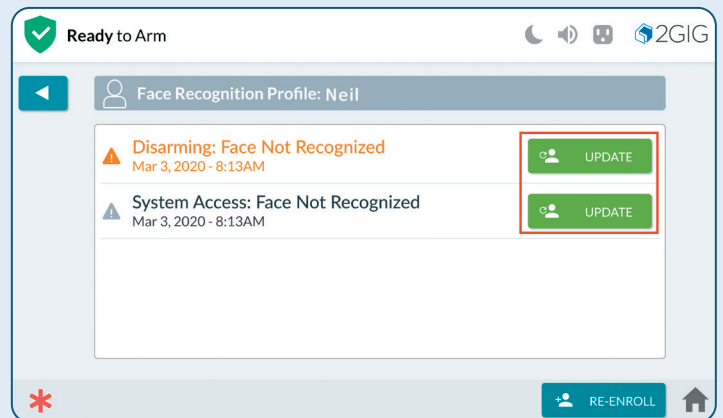 Ready to Arm
2GIG
Face Recognition Profile: Neil
Disarming: Face Not Recognized
Mar 3, 2020 - 8:13AM
UPDATE
System Access: Face Not Recognized
Mar 3, 2020 - 8:13AM
UPDATE
RE-ENROLL